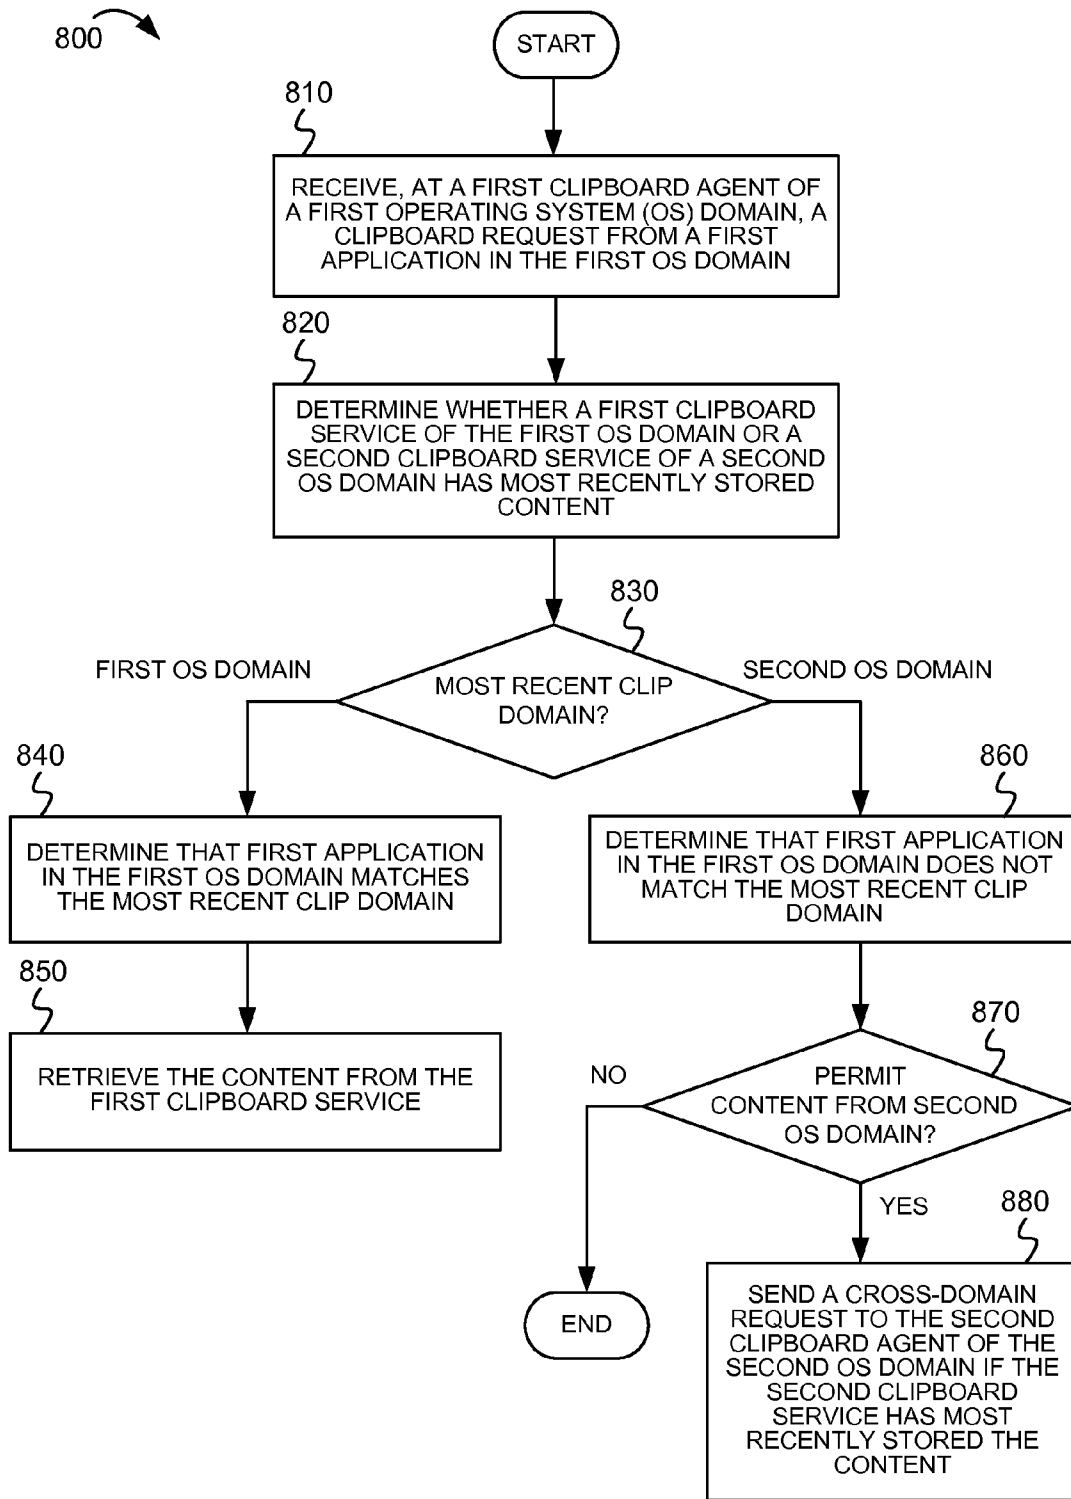 800
START
810
RECEIVE, AT A FIRST CLIPBOARD AGENT OF
A FIRST OPERATING SYSTEM (OS) DOMAIN, A
CLIPBOARD REQUEST FROM A FIRST
APPLICATION IN THE FIRST OS DOMAIN
820
DETERMINE WHETHER A FIRST CLIPBOARD
SERVICE OF THE FIRST OS DOMAIN OR A
SECOND CLIPBOARD SERVICE OF A SECOND
OS DOMAIN HAS MOST RECENTLY STORED
CONTENT
830
FIRST OS DOMAIN
MOST RECENT CLIP
DOMAIN?
SECOND OS DOMAIN
840
DETERMINE THAT FIRST APPLICATION
IN THE FIRST OS DOMAIN MATCHES
THE MOST RECENT CLIP DOMAIN
860
DETERMINE THAT FIRST APPLICATION
IN THE FIRST OS DOMAIN DOES NOT
MATCH THE MOST RECENT CLIP
DOMAIN
850
RETRIEVE THE CONTENT FROM THE
FIRST CLIPBOARD SERVICE
870
NO
PERMIT
CONTENT FROM SECOND
OS DOMAIN?
YES
880
END
SEND A CROSS-DOMAIN
REQUEST TO THE SECOND
CLIPBOARD AGENT OF THE
SECOND OS DOMAIN IF THE
SECOND CLIPBOARD
SERVICE HAS MOST
RECENTLY STORED THE
CONTENT